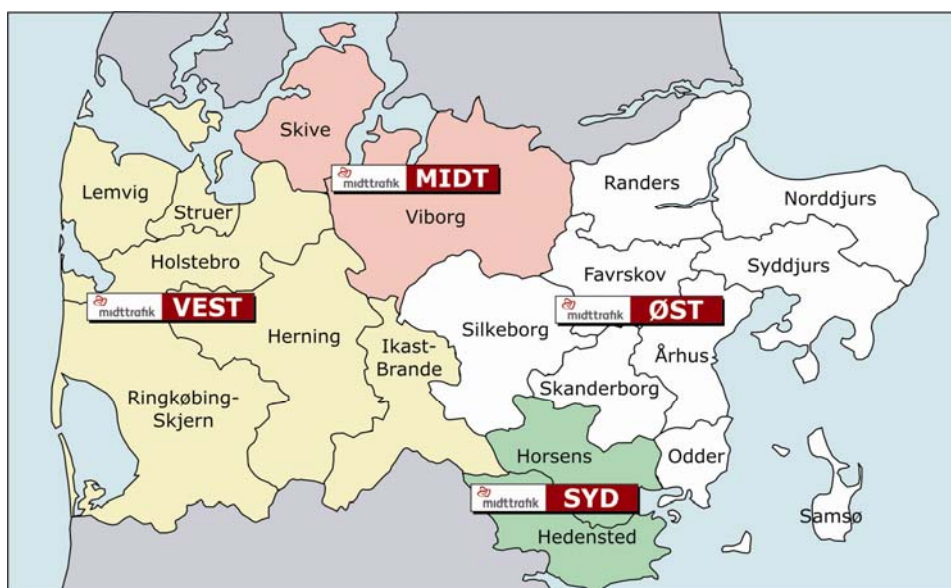 Skive
midttrafik MIDT
Lemvig
Struer
Viborg
Randers
Norddjurs
Holstebro
Favrskov
Syddjurs
midttrafik VEST
midttrafik ØST
Herning
Ikast-
Brande
Silkeborg
Århus
Skanderborg
Ringkøbing-
Skjern
Horsens
Odder
midttrafik SYD
Samsø
Hedensted